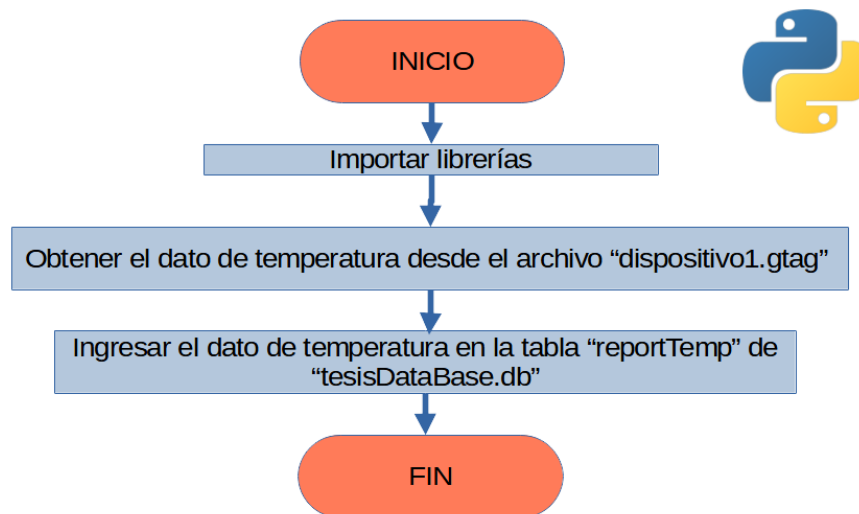 INICIO
Importar librerías
Obtener el dato de temperatura desde el archivo “dispositivo1.gtag”
Ingresar el dato de temperatura en la tabla “reportTemp” de
“tesisDataBase.db”
FIN